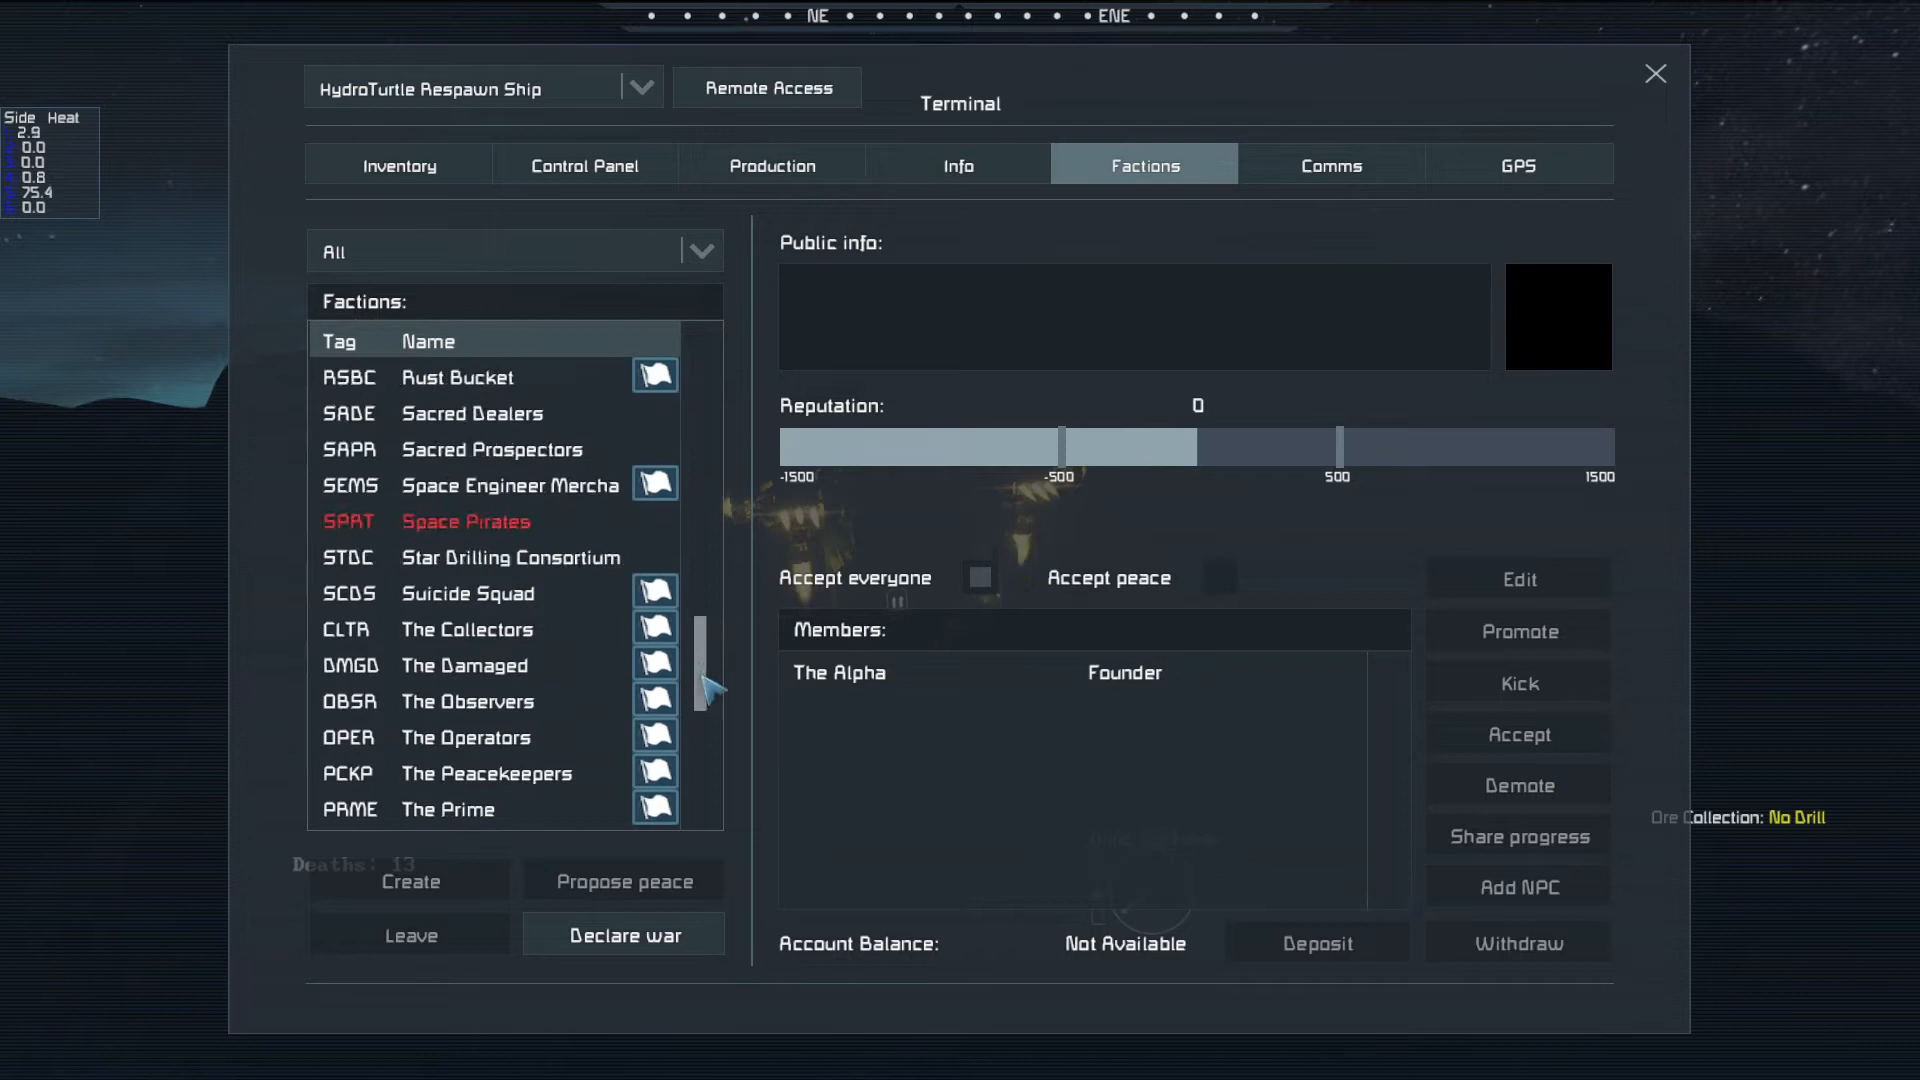 NE ENE
HydroTurtle Respawn Ship
Remote Access
Terminal
Side Heat
2.9
0.0
0.0
0.8
75.4
0.0
Inventory Control Panel Production Info Factions Comms GPS
All
Factions:
Tag Name
RSBC Rust Bucket
SADE Sacred Dealers
SAPR Sacred Prospectors
SEMS Space Engineer Mercha
SPRT Space Pirates
STDC Star Drilling Consortium
SCDS Suicide Squad
CLTR The Collectors
DMGD The Damaged
OBSR The Observers
OPER The Operators
PCKP The Peacekeepers
PRME The Prime
Deaths: 13
Create Propose peace
Leave Declare war
Public info:
Reputation: 0
-1500 -500 500 1500
Accept everyone Accept peace
Members:
The Alpha Founder
Edit
Promote
Kick
Accept
Demote
Share progress
Add NPC
Account Balance: Not Available Deposit Withdraw
Ore Collection: No Drill